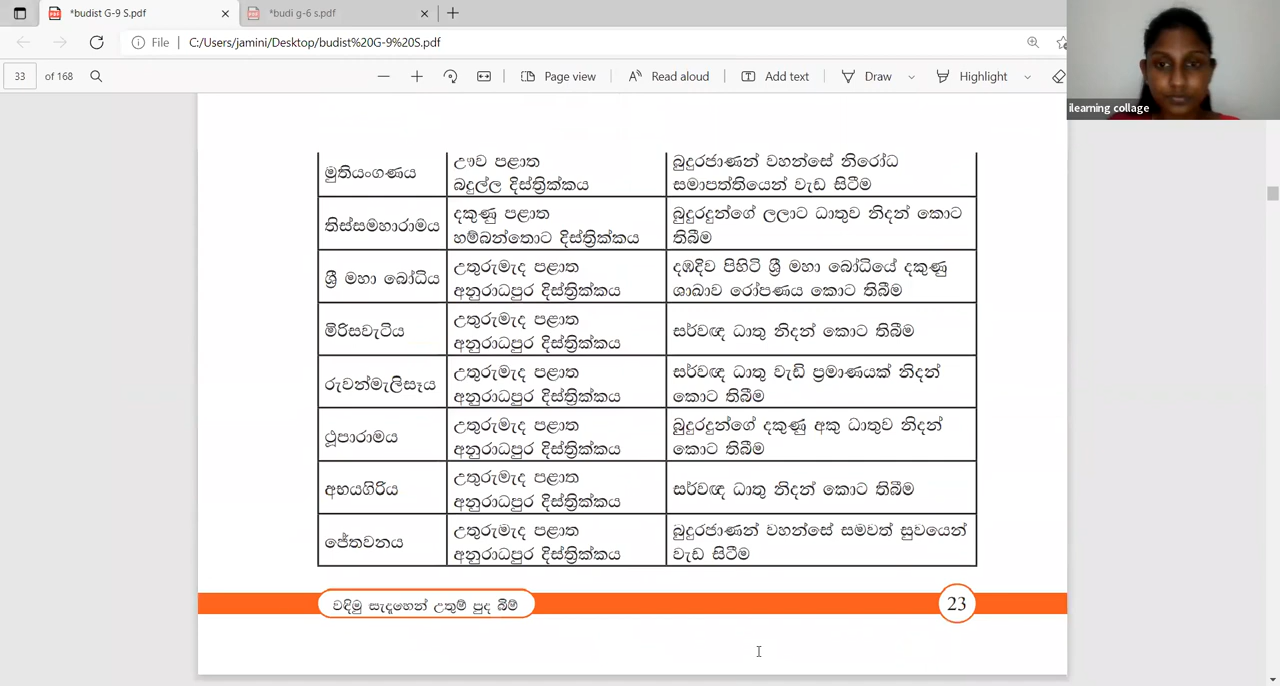 *budist G-9 S.pdf
*budi g-6 s.pdf
File
C:/Users/jamini/Desktop/budist%20G-9%20S.pdf
33 of 168
Page view
Read aloud
Add text
Draw
Highlight
ilearning collage
මුතියංගණය
ඌව පළාත
බදුල්ල දිස්ත්‍රික්කය
බුදුරජාණන් වහන්සේ නිරෝධ
සමාපත්තියෙන් වැඩ සිටීම
තිස්සමහාරාමය
දකුණු පළාත
හම්බන්තොට දිස්ත්‍රික්කය
බුදුරදුන්ගේ ලලාට ධාතුව නිදන් කොට
තිබීම
ශ්‍රී මහා බෝධිය
උතුරුමැද පළාත
අනුරාධපුර දිස්ත්‍රික්කය
දඹදිව පිහිටි ශ්‍රී මහා බෝධියේ දකුණු
ශාඛාව රෝපණය කොට තිබීම
මිරිසවැටිය
උතුරුමැද පළාත
අනුරාධපුර දිස්ත්‍රික්කය
සර්වඥ ධාතු නිදන් කොට තිබීම
රුවන්මැලිසෑය
උතුරුමැද පළාත
අනුරාධපුර දිස්ත්‍රික්කය
සර්වඥ ධාතු වැඩි ප්‍රමාණයක් නිදන්
කොට තිබීම
ථූපාරාමය
උතුරුමැද පළාත
අනුරාධපුර දිස්ත්‍රික්කය
බුදුරදුන්ගේ දකුණු අකු ධාතුව නිදන්
කොට තිබීම
අභයගිරිය
උතුරුමැද පළාත
අනුරාධපුර දිස්ත්‍රික්කය
සර්වඥ ධාතු නිදන් කොට තිබීම
ජේතවනය
උතුරුමැද පළාත
අනුරාධපුර දිස්ත්‍රික්කය
බුදුරජාණන් වහන්සේ සමවත් සුවයෙන්
වැඩ සිටීම
වඳිමු සැදැහෙන් උතුම් පුද බිම්
23